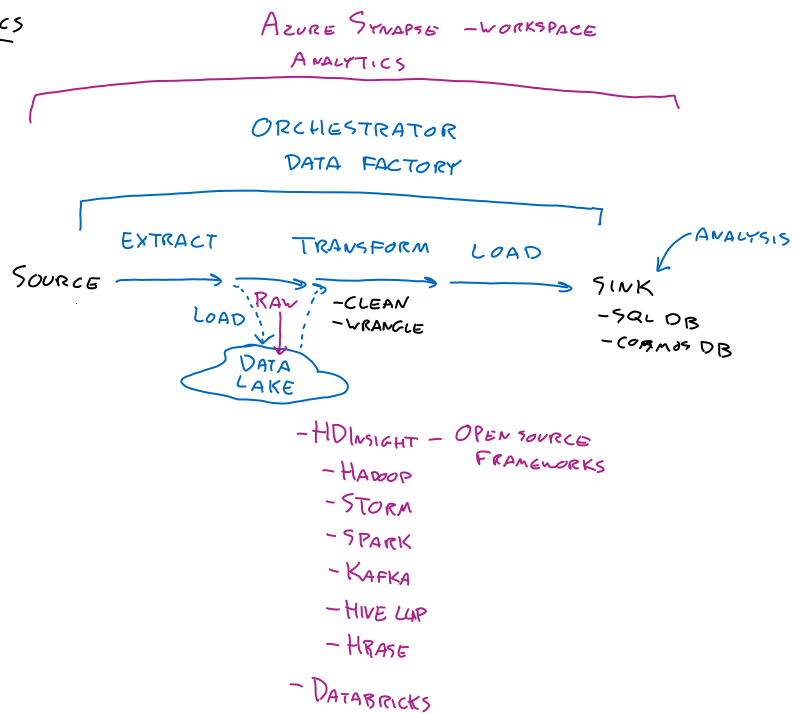 CS
AZURE SYNAPSE - WORKSPACE
ANALYTICS
ORCHESTRATOR
DATA FACTORY
EXTRACT
TRANSFORM
LOAD
ANALYSIS
SOURCE
SINK
RAW
- CLEAN
- WRANGLE
LOAD
- SQL DB
- COSMOS DB
DATA
LAKE
- HDINSIGHT - OPEN SOURCE
FRAMEWORKS
- HADOOP
- STORM
- SPARK
- KAFKA
- HIVE LLAP
- HBASE
- DATABRICKS